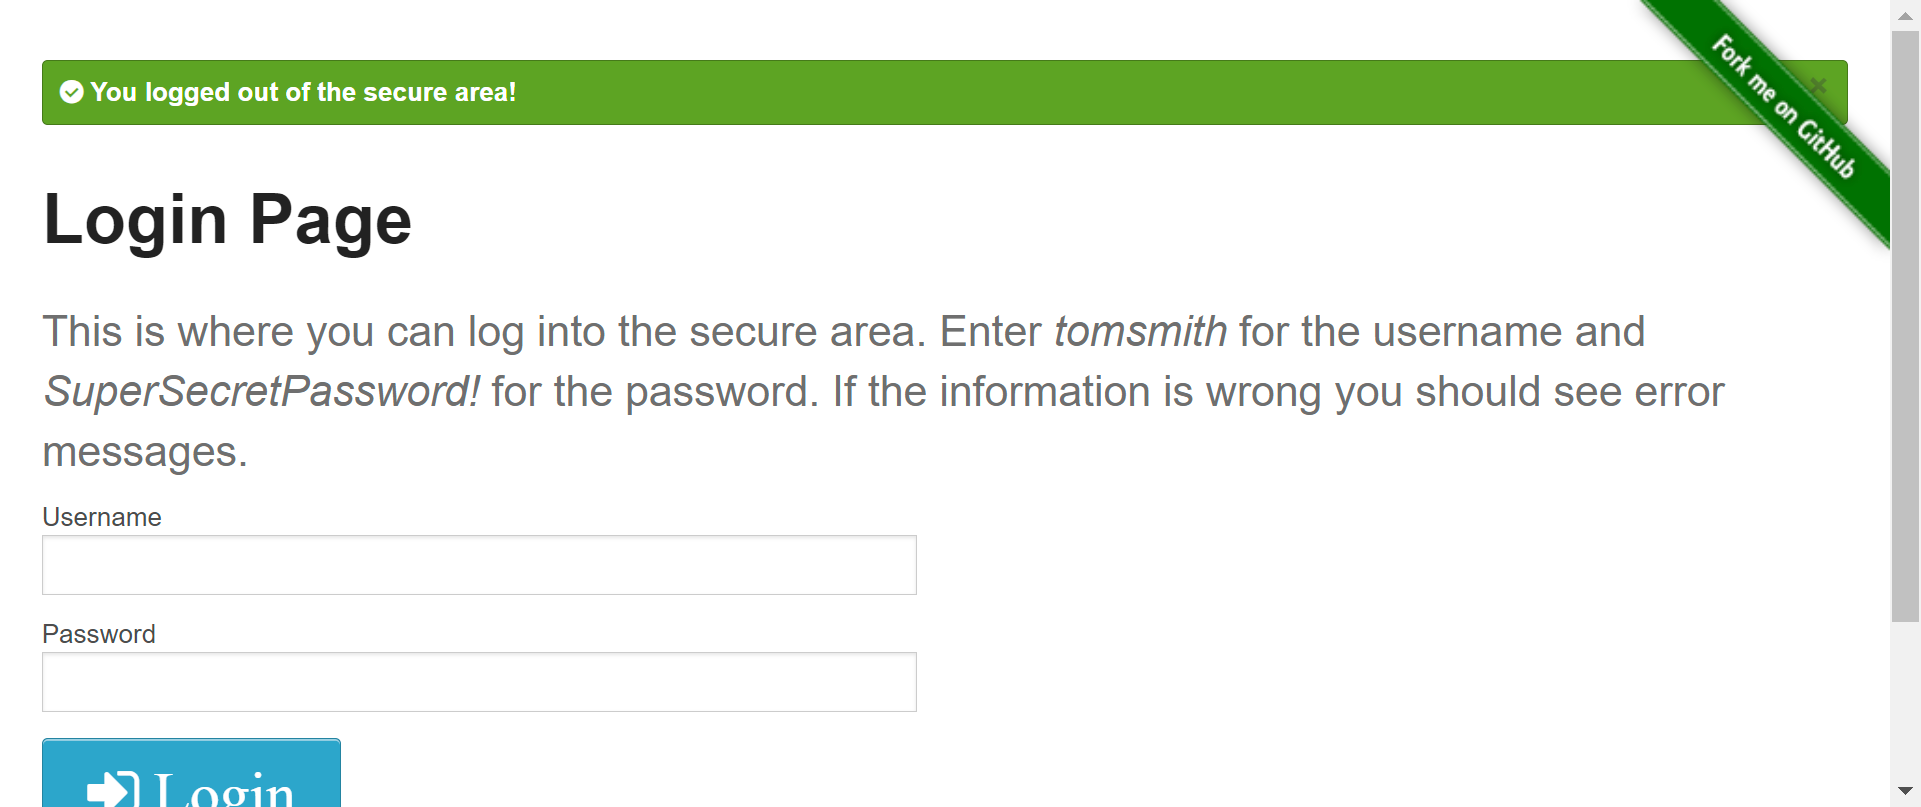 You logged out of the secure area!
×
Fork me on GitHub
Login Page
This is where you can log into the secure area. Enter tomsmith for the username and
SuperSecretPassword! for the password. If the information is wrong you should see error
messages.
Username
Password
Login